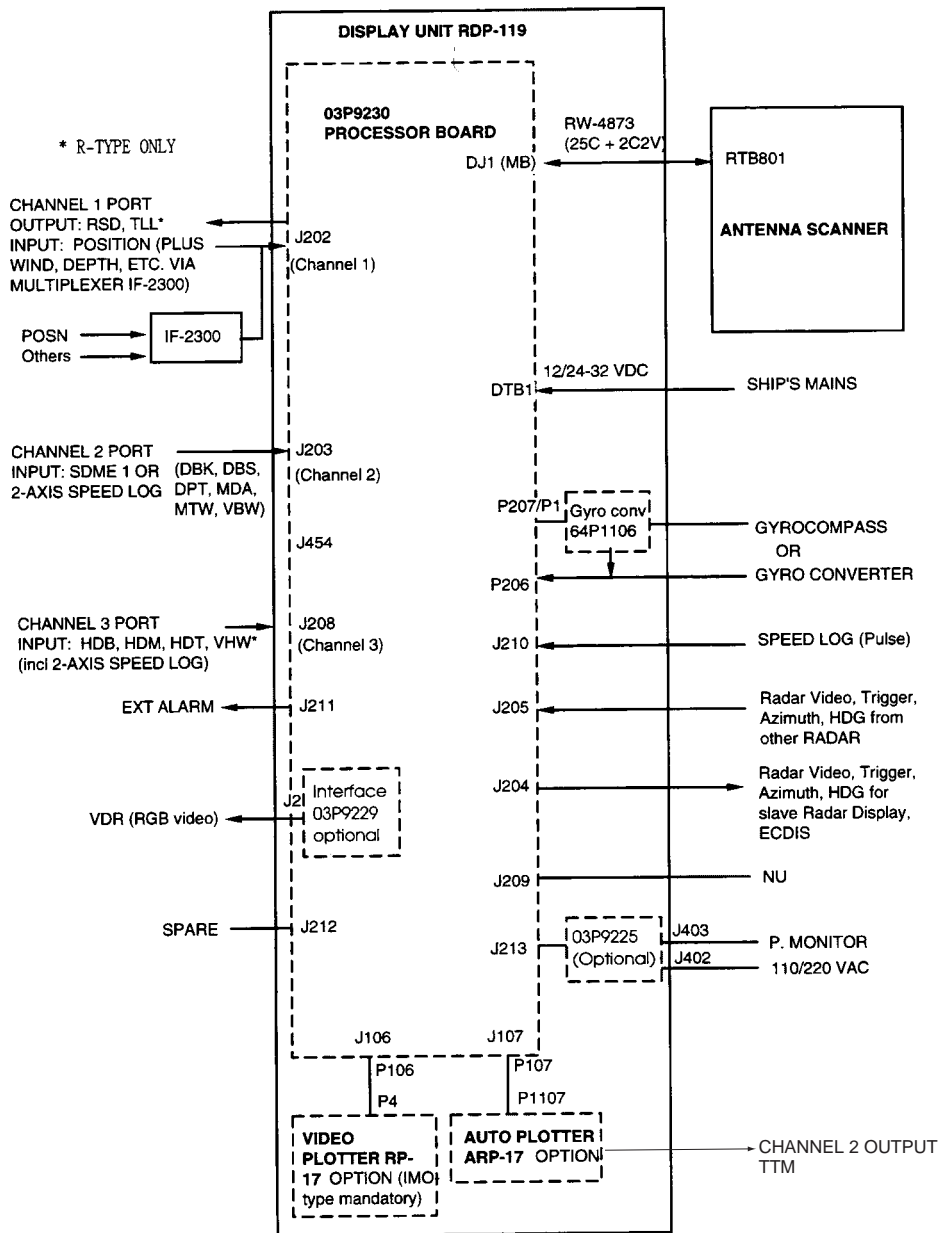 DISPLAY UNIT RDP-119
03P9230
PROCESSOR BOARD
* R-TYPE ONLY
RW-4873
(25C + 2C2V)
DJ1 (MB)
RTB801
ANTENNA SCANNER
CHANNEL 1 PORT
OUTPUT: RSD, TLL*
INPUT: POSITION (PLUS
WIND, DEPTH, ETC. VIA
MULTIPLEXER IF-2300)
J202
(Channel 1)
POSN
Others
IF-2300
12/24-32 VDC
DTB1
SHIP'S MAINS
CHANNEL 2 PORT
INPUT: SDME 1 OR
2-AXIS SPEED LOG
(DBK, DBS,
DPT, MDA,
MTW, VBW)
J203
(Channel 2)
P207/P1
Gyro conv
64P1106
GYROCOMPASS
OR
GYRO CONVERTER
J454
P206
CHANNEL 3 PORT
INPUT: HDB, HDM, HDT, VHW*
(incl 2-AXIS SPEED LOG)
J208
(Channel 3)
J210
SPEED LOG (Pulse)
EXT ALARM
J211
J205
Radar Video, Trigger,
Azimuth, HDG from
other RADAR
J204
Radar Video, Trigger,
Azimuth, HDG for
slave Radar Display,
ECDIS
VDR (RGB video)
J2
Interface
03P9229
optional
J209
NU
SPARE
J212
J213
03P9225
(Optional)
J403
P. MONITOR
J402
110/220 VAC
J106
J107
P106
P107
P4
P1107
VIDEO
PLOTTER RP-
17 OPTION (IMO-
type mandatory)
AUTO PLOTTER
ARP-17 OPTION
CHANNEL 2 OUTPUT
TTM